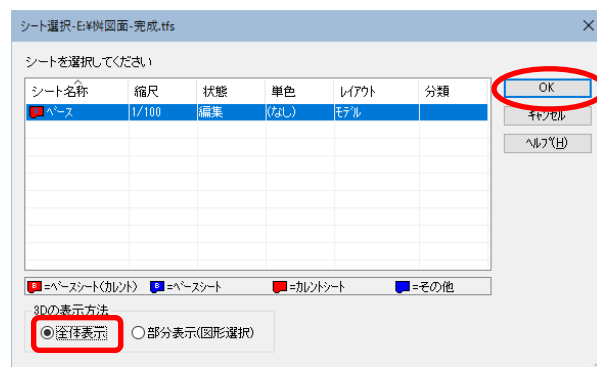 シート選択-E:¥桝図面-完成.tfs
シートを選択してください
シート名称 縮尺 状態 単色 レイアウト 分類
B ベース 1/100 編集 (なし) モデル
OK
キャンセル
ヘルプ(H)
B =ベースシート(カレント) B =ベースシート =カレントシート =その他
3Dの表示方法
全体表示 部分表示(図形選択)